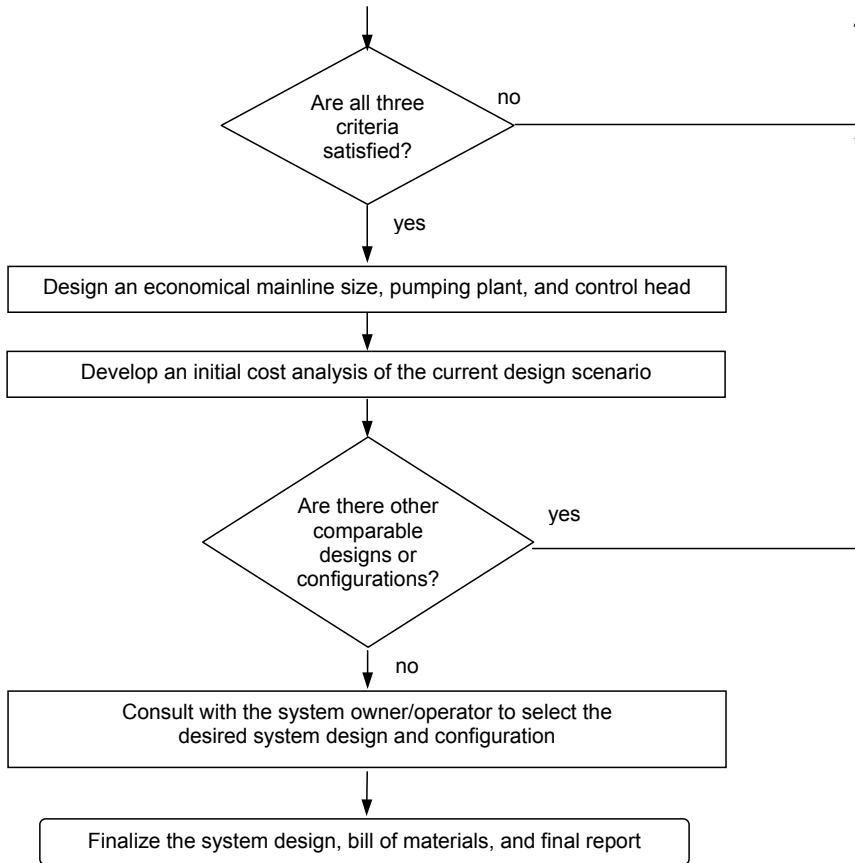 Are all three
criteria
satisfied?
no
yes
Design an economical mainline size, pumping plant, and control head
Develop an initial cost analysis of the current design scenario
Are there other
comparable
designs or
configurations?
yes
no
Consult with the system owner/operator to select the
desired system design and configuration
Finalize the system design, bill of materials, and final report